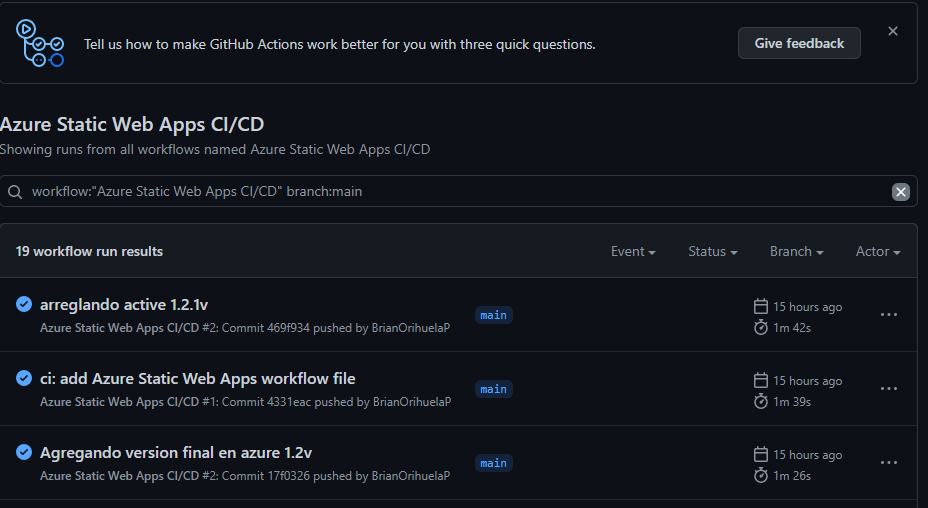 Tell us how to make GitHub Actions work better for you with three quick questions.
Give feedback
Azure Static Web Apps CI/CD
Showing runs from all workflows named Azure Static Web Apps CI/CD
workflow:"Azure Static Web Apps CI/CD" branch:main
19 workflow run results
Event
Status
Branch
Actor
arreglando active 1.2.1v
Azure Static Web Apps CI/CD #2: Commit 469f934 pushed by BrianOrihuelaP
main
15 hours ago
1m 42s
ci: add Azure Static Web Apps workflow file
Azure Static Web Apps CI/CD #1: Commit 4331eac pushed by BrianOrihuelaP
main
15 hours ago
1m 39s
Agregando version final en azure 1.2v
Azure Static Web Apps CI/CD #2: Commit 17f0326 pushed by BrianOrihuelaP
main
15 hours ago
1m 26s